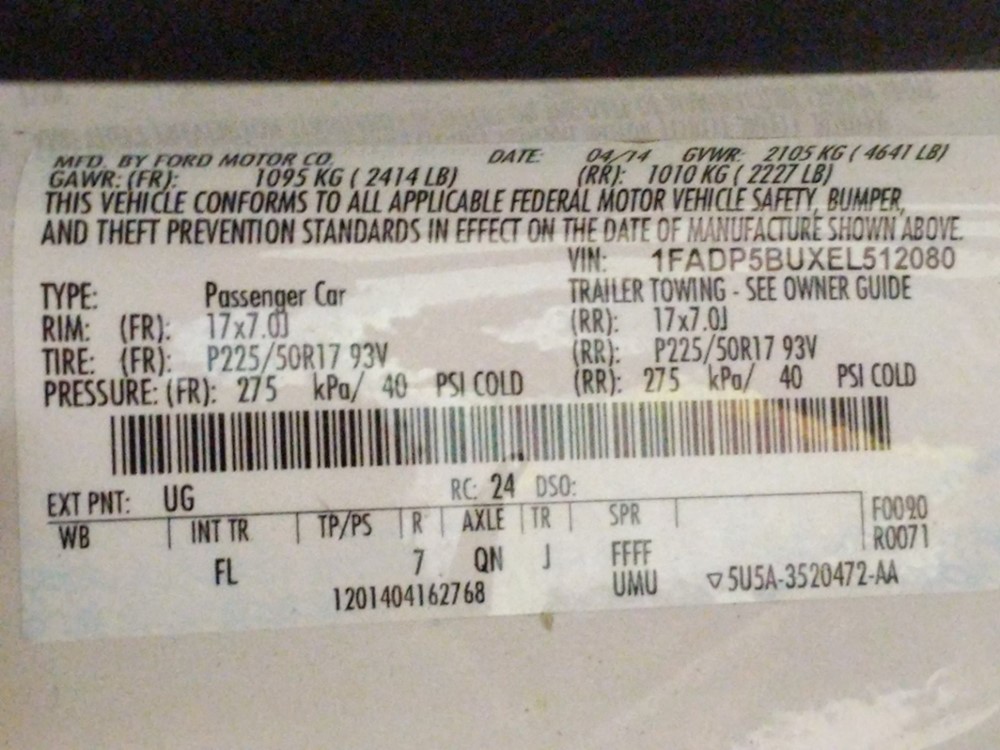 MFD. BY FORD MOTOR CO. DATE: 04/14 GVWR: 2105 KG ( 4641 LB)
GAWR: (FR): 1095 KG ( 2414 LB) (RR): 1010 KG ( 2227 LB)
THIS VEHICLE CONFORMS TO ALL APPLICABLE FEDERAL MOTOR VEHICLE SAFETY, BUMPER,
AND THEFT PREVENTION STANDARDS IN EFFECT ON THE DATE OF MANUFACTURE SHOWN ABOVE.
VIN: 1FADP5BUXEL512080
TYPE: Passenger Car TRAILER TOWING - SEE OWNER GUIDE
RIM: (FR): 17x7.0J (RR): 17x7.0J
TIRE: (FR): P225/50R17 93V (RR): P225/50R17 93V
PRESSURE: (FR): 275 kPa/ 40 PSI COLD (RR): 275 kPa/ 40 PSI COLD
EXT PNT: UG RC: 24 DSO:
WB INT TR TP/PS R AXLE TR SPR F0090
R0071
FL 7 QN J FFFF
1201404162768 UMU ▽5U5A-3520472-AA